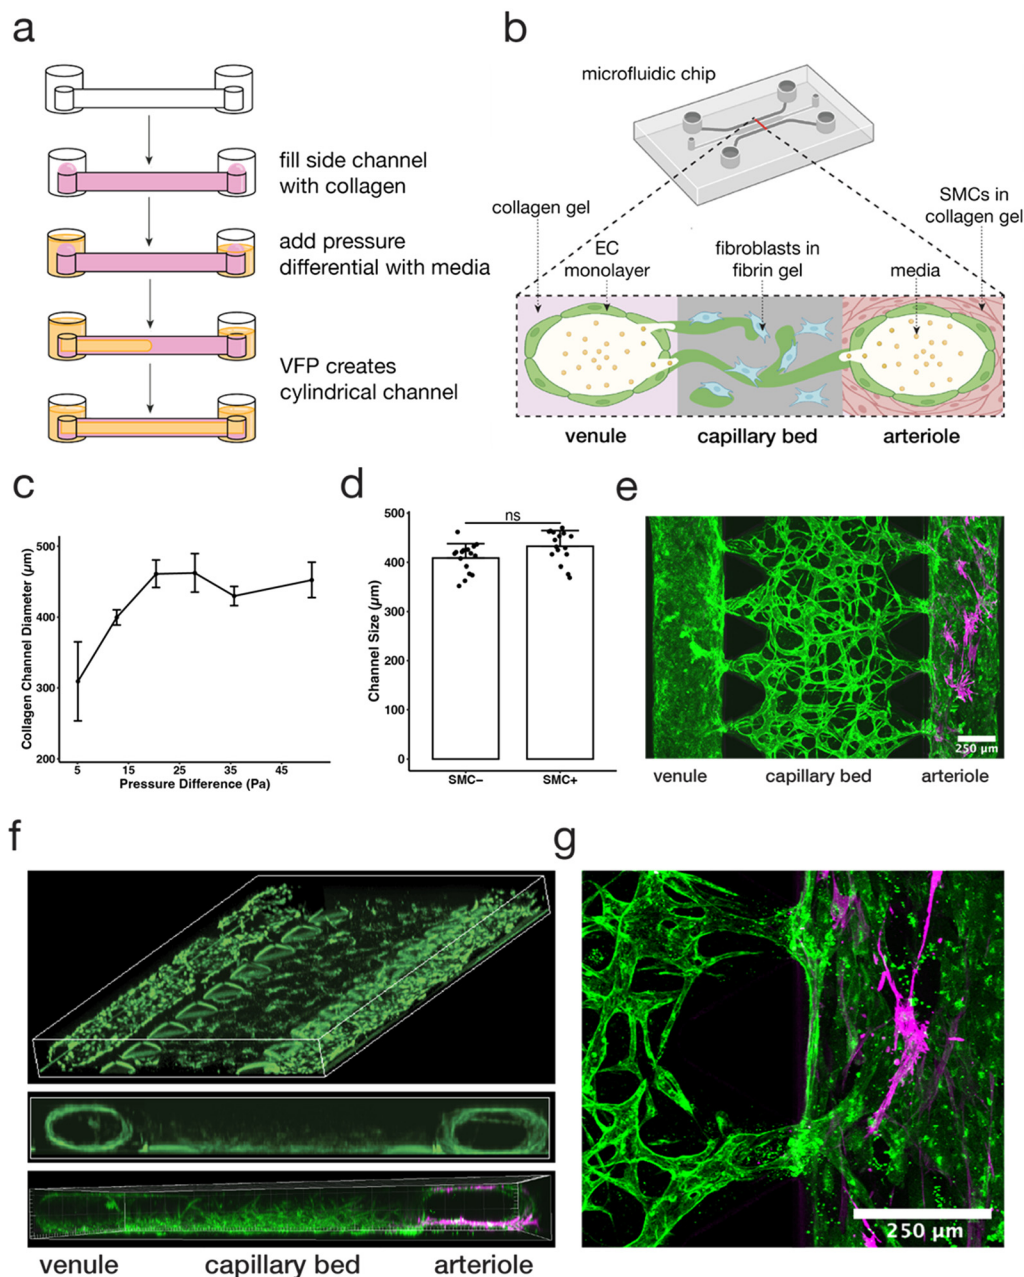 a
fill side channel
with collagen
add pressure
differential with media
VFP creates
cylindrical channel
b
microfluidic chip
collagen gel
EC
monolayer
fibroblasts in
fibrin gel
media
SMCs in
collagen gel
venule
capillary bed
arteriole
c
Collagen Channel Diameter (µm)
500
400
300
200
5
15
25
35
45
Pressure Difference (Pa)
d
Channel Size (µm)
500
400
300
200
100
0
ns
SMC−
SMC+
e
250 µm
venule
capillary bed
arteriole
f
venule
capillary bed
arteriole
g
250 µm